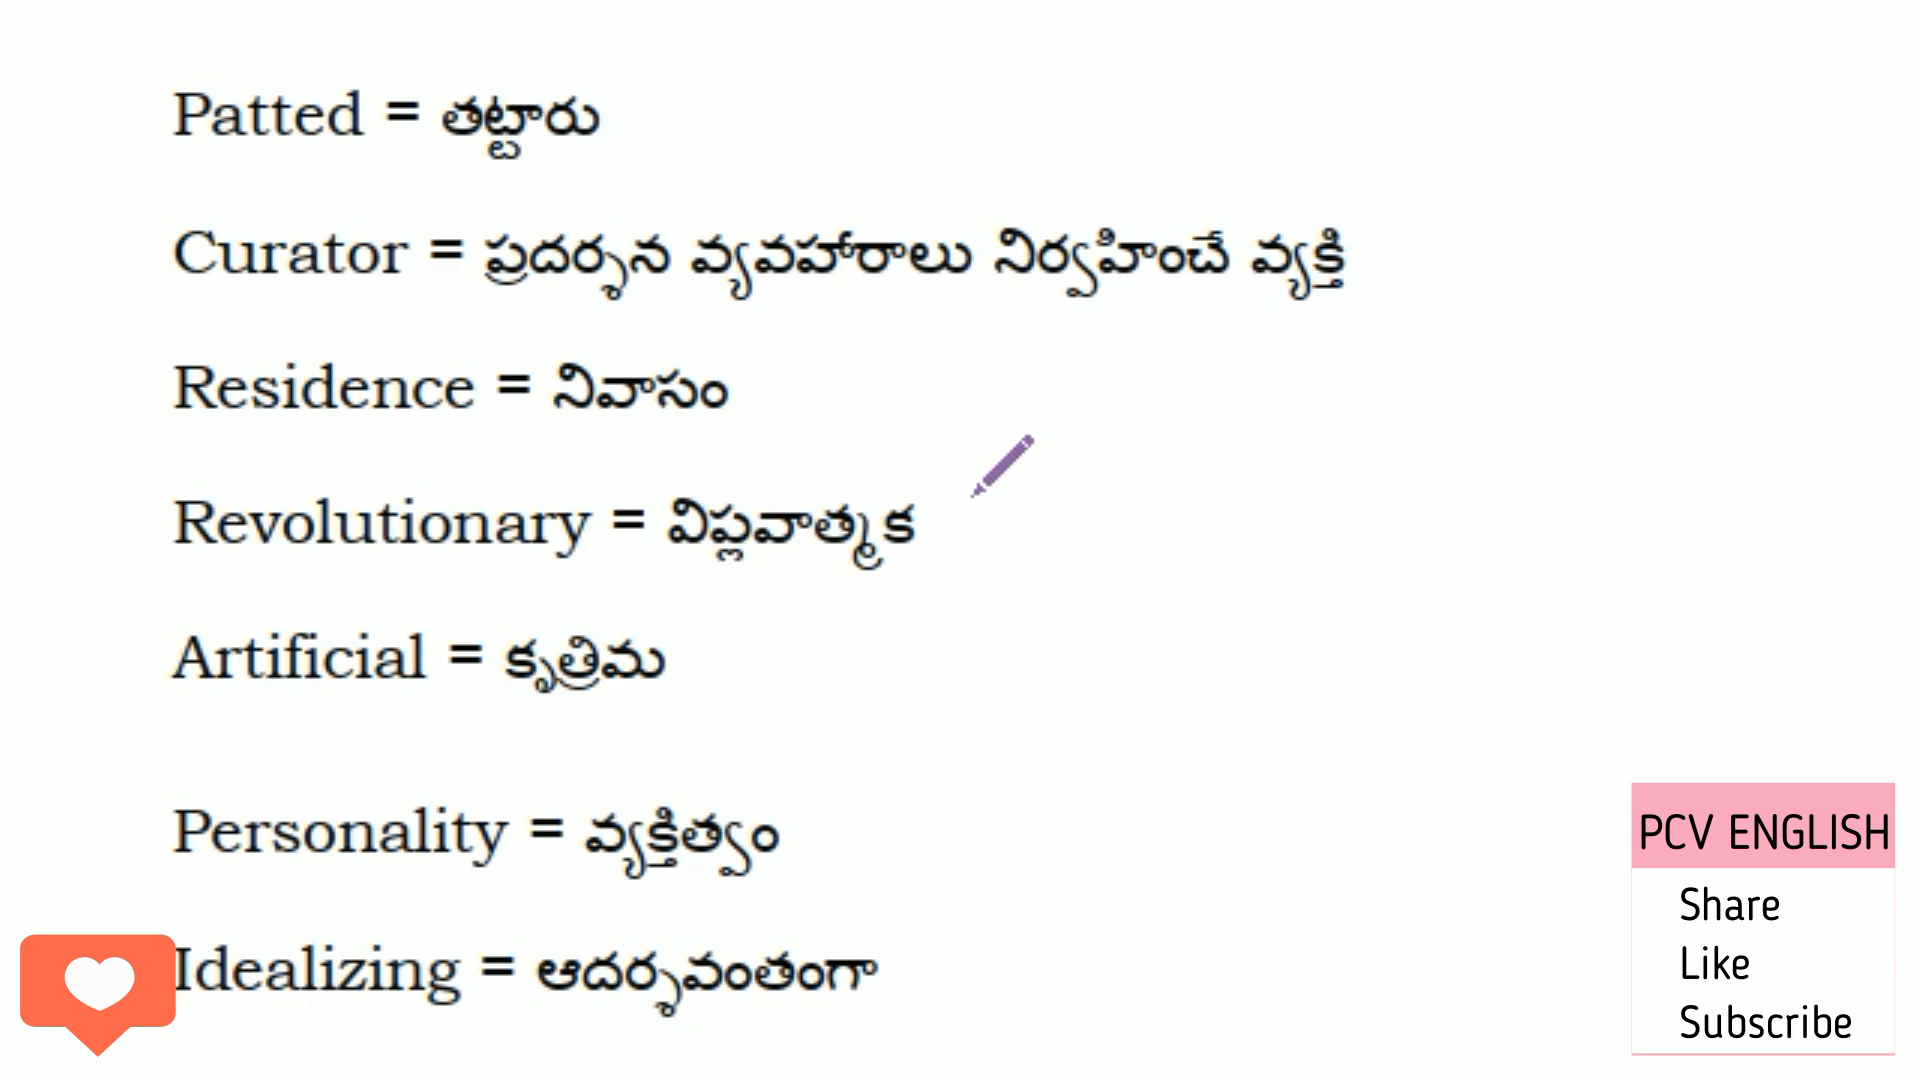 Patted = తట్టారు
Curator = ప్రదర్శన వ్యవహారాలు నిర్వహించే వ్యక్తి
Residence = నివాసం
Revolutionary = విప్లవాత్మక
Artificial = కృత్రిమ
Personality = వ్యక్తిత్వం
Idealizing = ఆదర్శవంతంగా
PCV ENGLISH
Share
Like
Subscribe